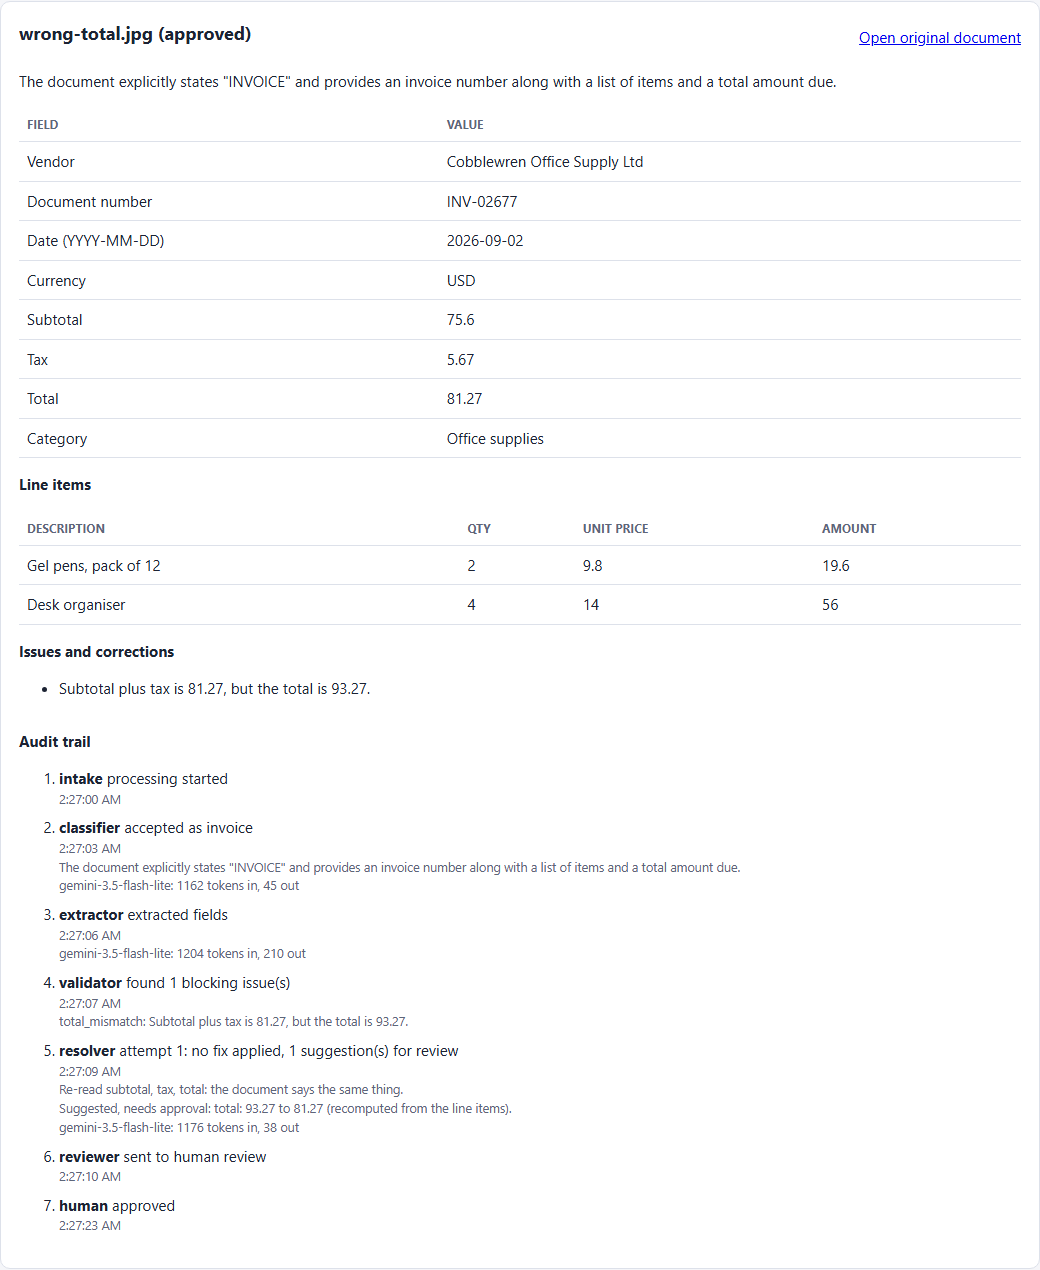 wrong-total.jpg (approved)
Open original document
The document explicitly states "INVOICE" and provides an invoice number along with a list of items and a total amount due.
FIELD VALUE
Vendor Cobblewren Office Supply Ltd
Document number INV-02677
Date (YYYY-MM-DD) 2026-09-02
Currency USD
Subtotal 75.6
Tax 5.67
Total 81.27
Category Office supplies
Line items
DESCRIPTION QTY UNIT PRICE AMOUNT
Gel pens, pack of 12 2 9.8 19.6
Desk organiser 4 14 56
Issues and corrections
• Subtotal plus tax is 81.27, but the total is 93.27.
Audit trail
1. intake processing started
2:27:00 AM
2. classifier accepted as invoice
2:27:03 AM
The document explicitly states "INVOICE" and provides an invoice number along with a list of items and a total amount due.
gemini-3.5-flash-lite: 1162 tokens in, 45 out
3. extractor extracted fields
2:27:06 AM
gemini-3.5-flash-lite: 1204 tokens in, 210 out
4. validator found 1 blocking issue(s)
2:27:07 AM
total_mismatch: Subtotal plus tax is 81.27, but the total is 93.27.
5. resolver attempt 1: no fix applied, 1 suggestion(s) for review
2:27:09 AM
Re-read subtotal, tax, total: the document says the same thing.
Suggested, needs approval: total: 93.27 to 81.27 (recomputed from the line items).
gemini-3.5-flash-lite: 1176 tokens in, 38 out
6. reviewer sent to human review
2:27:10 AM
7. human approved
2:27:23 AM